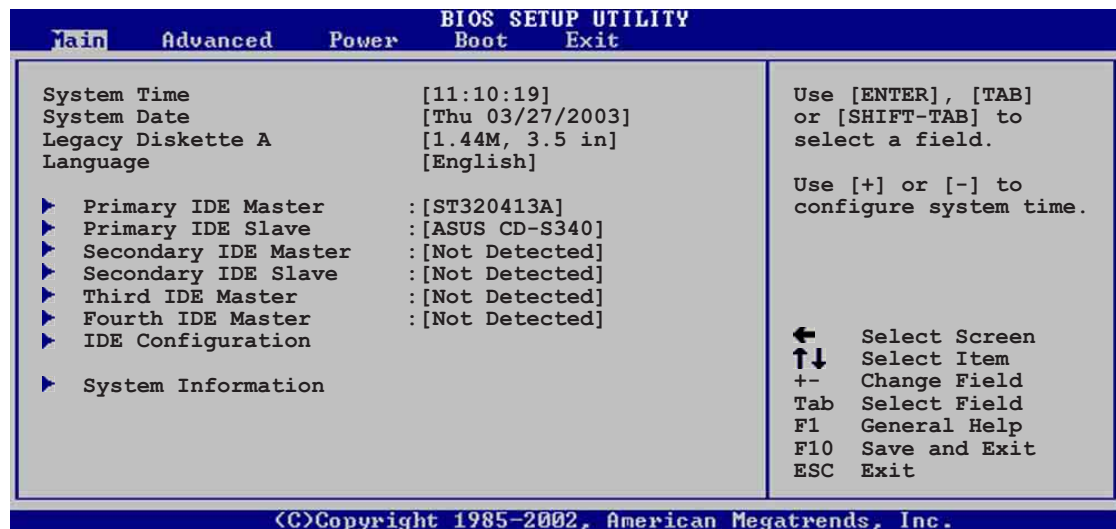 BIOS SETUP UTILITY
Main Advanced Power Boot Exit
System Time [11:10:19]
System Date [Thu 03/27/2003]
Legacy Diskette A [1.44M, 3.5 in]
Language [English]
Primary IDE Master :[ST320413A]
Primary IDE Slave :[ASUS CD-S340]
Secondary IDE Master :[Not Detected]
Secondary IDE Slave :[Not Detected]
Third IDE Master :[Not Detected]
Fourth IDE Master :[Not Detected]
IDE Configuration
System Information
Use [ENTER], [TAB]
or [SHIFT-TAB] to
select a field.
Use [+] or [-] to
configure system time.
← Select Screen
↑↓ Select Item
+- Change Field
Tab Select Field
F1 General Help
F10 Save and Exit
ESC Exit
(C)Copyright 1985-2002, American Megatrends, Inc.